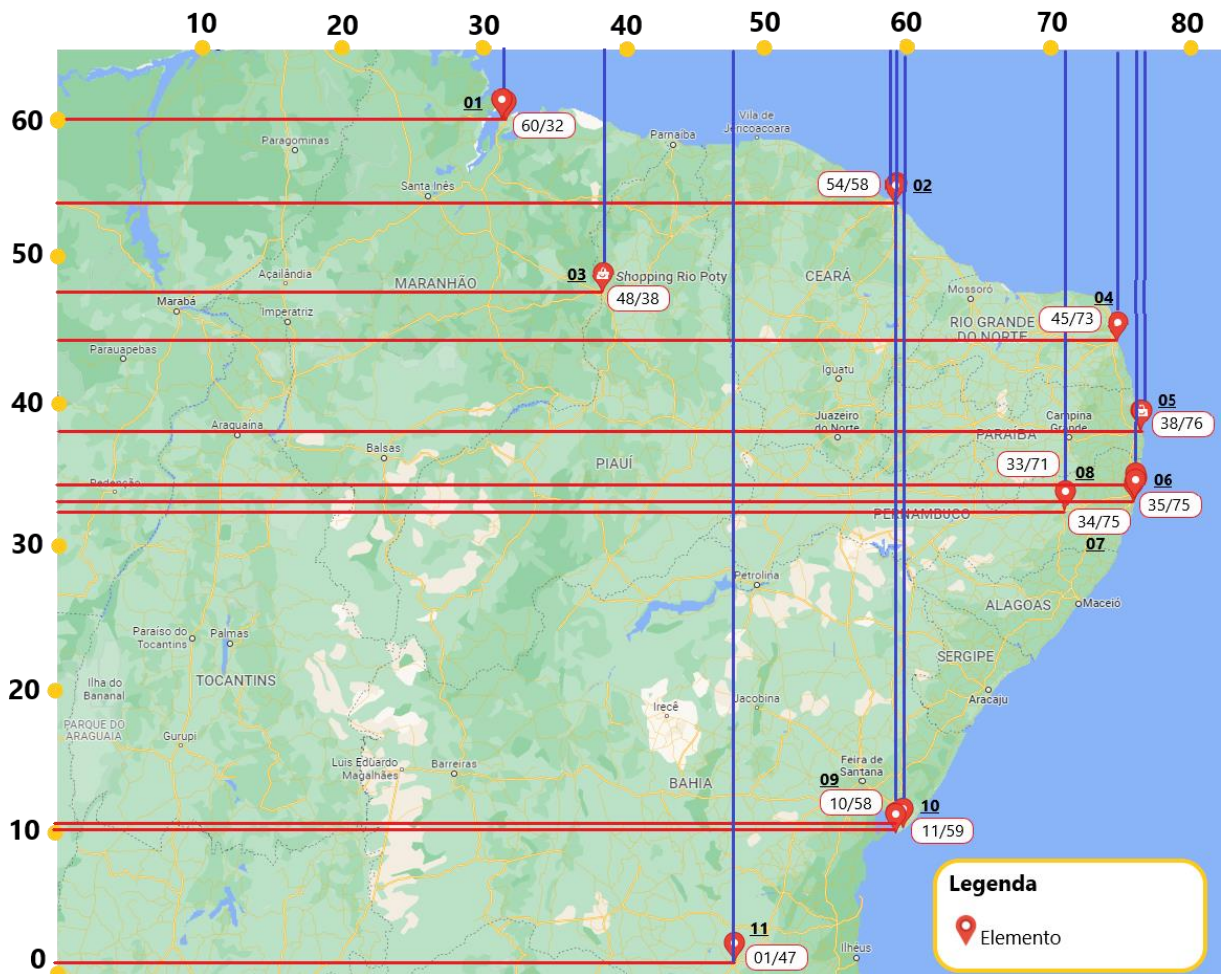 10 20 30 40 50 60 70 80
01
60
60/32
Paragominas
Parnaíba
Vila de
Jericoacoara
Santa Inês
54/58
02
50
Açailândia
MARANHÃO
03
Shopping Rio Poty
CEARÁ
48/38
Marabá
Imperatriz
Mossoró
04
RIO GRANDE
DO NORTE
45/73
Parauapebas
Iguatu
40
Araguaína
Balsas
Juazeiro
do Norte
Campina
Grande
05
38/76
PARAÍBA
PIAUÍ
33/71
08
06
Redenção
35/75
PERNAMBUCO
34/75
07
30
Petrolina
ALAGOAS
Maceió
Paraíso do
Tocantins
Palmas
SERGIPE
TOCANTINS
20
Ilha do
Bananal
Jacobina
Aracaju
Irecê
PARQUE DO
ARAGUAIA
Gurupi
Luís Eduardo
Magalhães
Barreiras
Feira de
Santana
BAHIA
09
10/58
10
11/59
10
Legenda
Elemento
11
01/47
Ilhéus
0